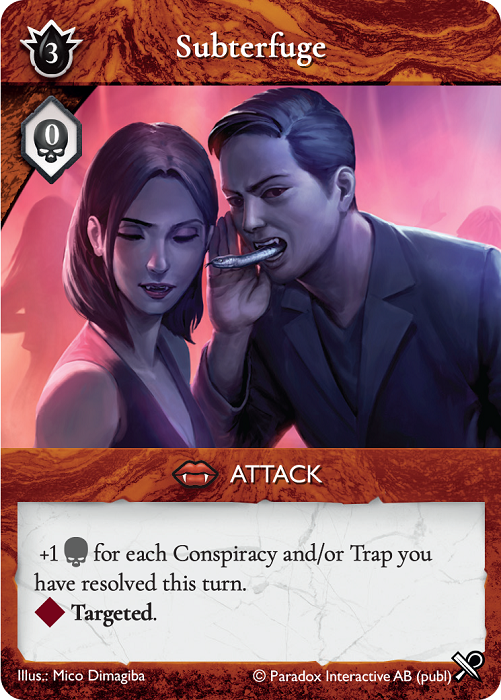 3
Subterfuge
0
ATTACK
+1 for each Conspiracy and/or Trap you
have resolved this turn.
Targeted.
Illus.: Mico Dimagiba © Paradox Interactive AB (publ)